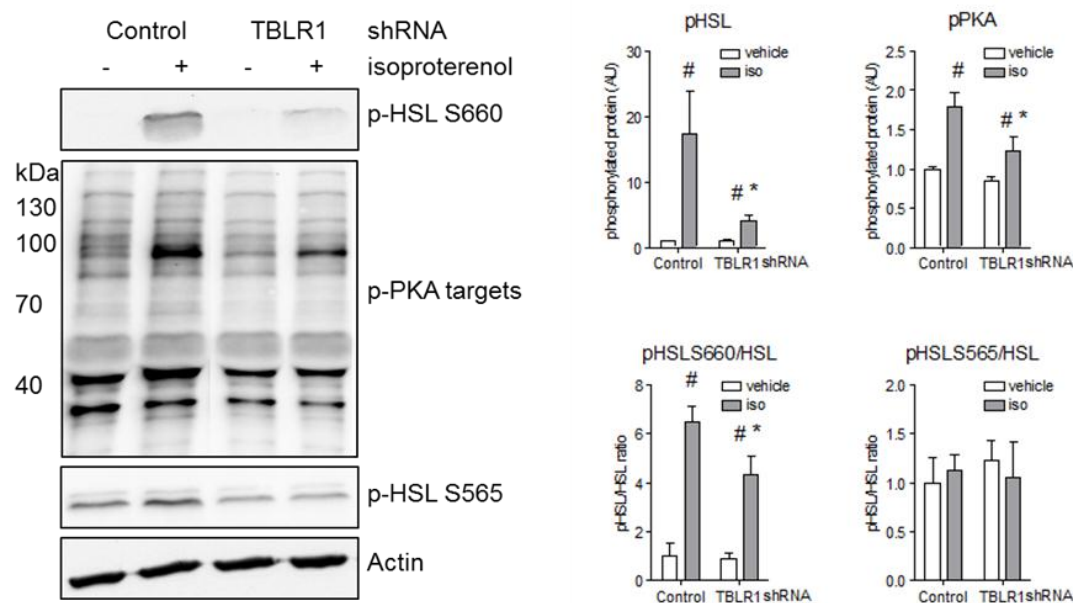 Control TBLR1 shRNA
- + - + isoproterenol
p-HSL S660
kDa
130
100
70
40
p-PKA targets
p-HSL S565
Actin
pHSL
phosphorylated protein (AU)
30
20
10
0
vehicle
iso
#
# *
Control TBLR1 shRNA
pPKA
phosphorylated protein (AU)
2.5
2.0
1.5
1.0
0.5
0.0
vehicle
iso
#
# *
Control TBLR1 shRNA
pHSLS660/HSL
pHSL/HSL ratio
8
6
4
2
0
vehicle
iso
#
# *
Control TBLR1 shRNA
pHSLS565/HSL
pHSL/HSL ratio
2.0
1.5
1.0
0.5
0.0
vehicle
iso
Control TBLR1 shRNA